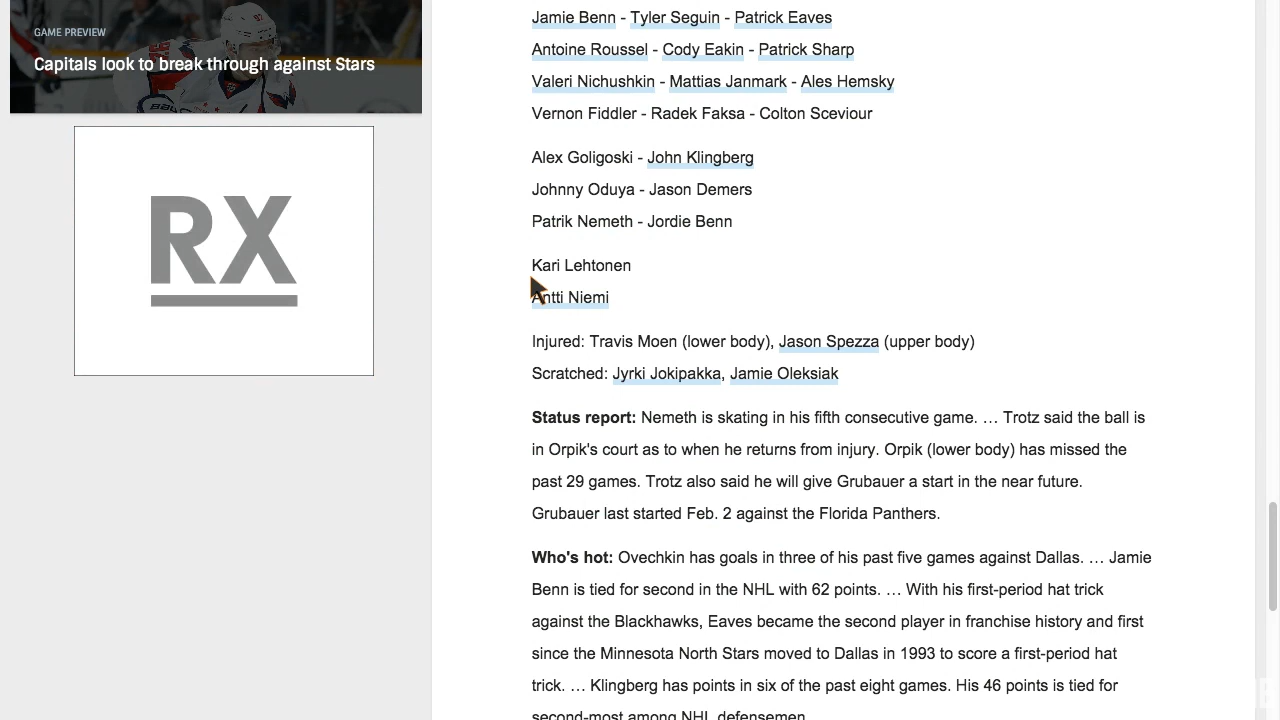 GAME PREVIEW
Capitals look to break through against Stars
RX
Jamie Benn - Tyler Seguin - Patrick Eaves
Antoine Roussel - Cody Eakin - Patrick Sharp
Valeri Nichushkin - Mattias Janmark - Ales Hemsky
Vernon Fiddler - Radek Faksa - Colton Sceviour
Alex Goligoski - John Klingberg
Johnny Oduya - Jason Demers
Patrik Nemeth - Jordie Benn
Kari Lehtonen
Antti Niemi
Injured: Travis Moen (lower body), Jason Spezza (upper body)
Scratched: Jyrki Jokipakka, Jamie Oleksiak
Status report: Nemeth is skating in his fifth consecutive game. … Trotz said the ball is
in Orpik's court as to when he returns from injury. Orpik (lower body) has missed the
past 29 games. Trotz also said he will give Grubauer a start in the near future.
Grubauer last started Feb. 2 against the Florida Panthers.
Who's hot: Ovechkin has goals in three of his past five games against Dallas. … Jamie
Benn is tied for second in the NHL with 62 points. … With his first-period hat trick
against the Blackhawks, Eaves became the second player in franchise history and first
since the Minnesota North Stars moved to Dallas in 1993 to score a first-period hat
trick. … Klingberg has points in six of the past eight games. His 46 points is tied for
second-most among NHL defensemen.